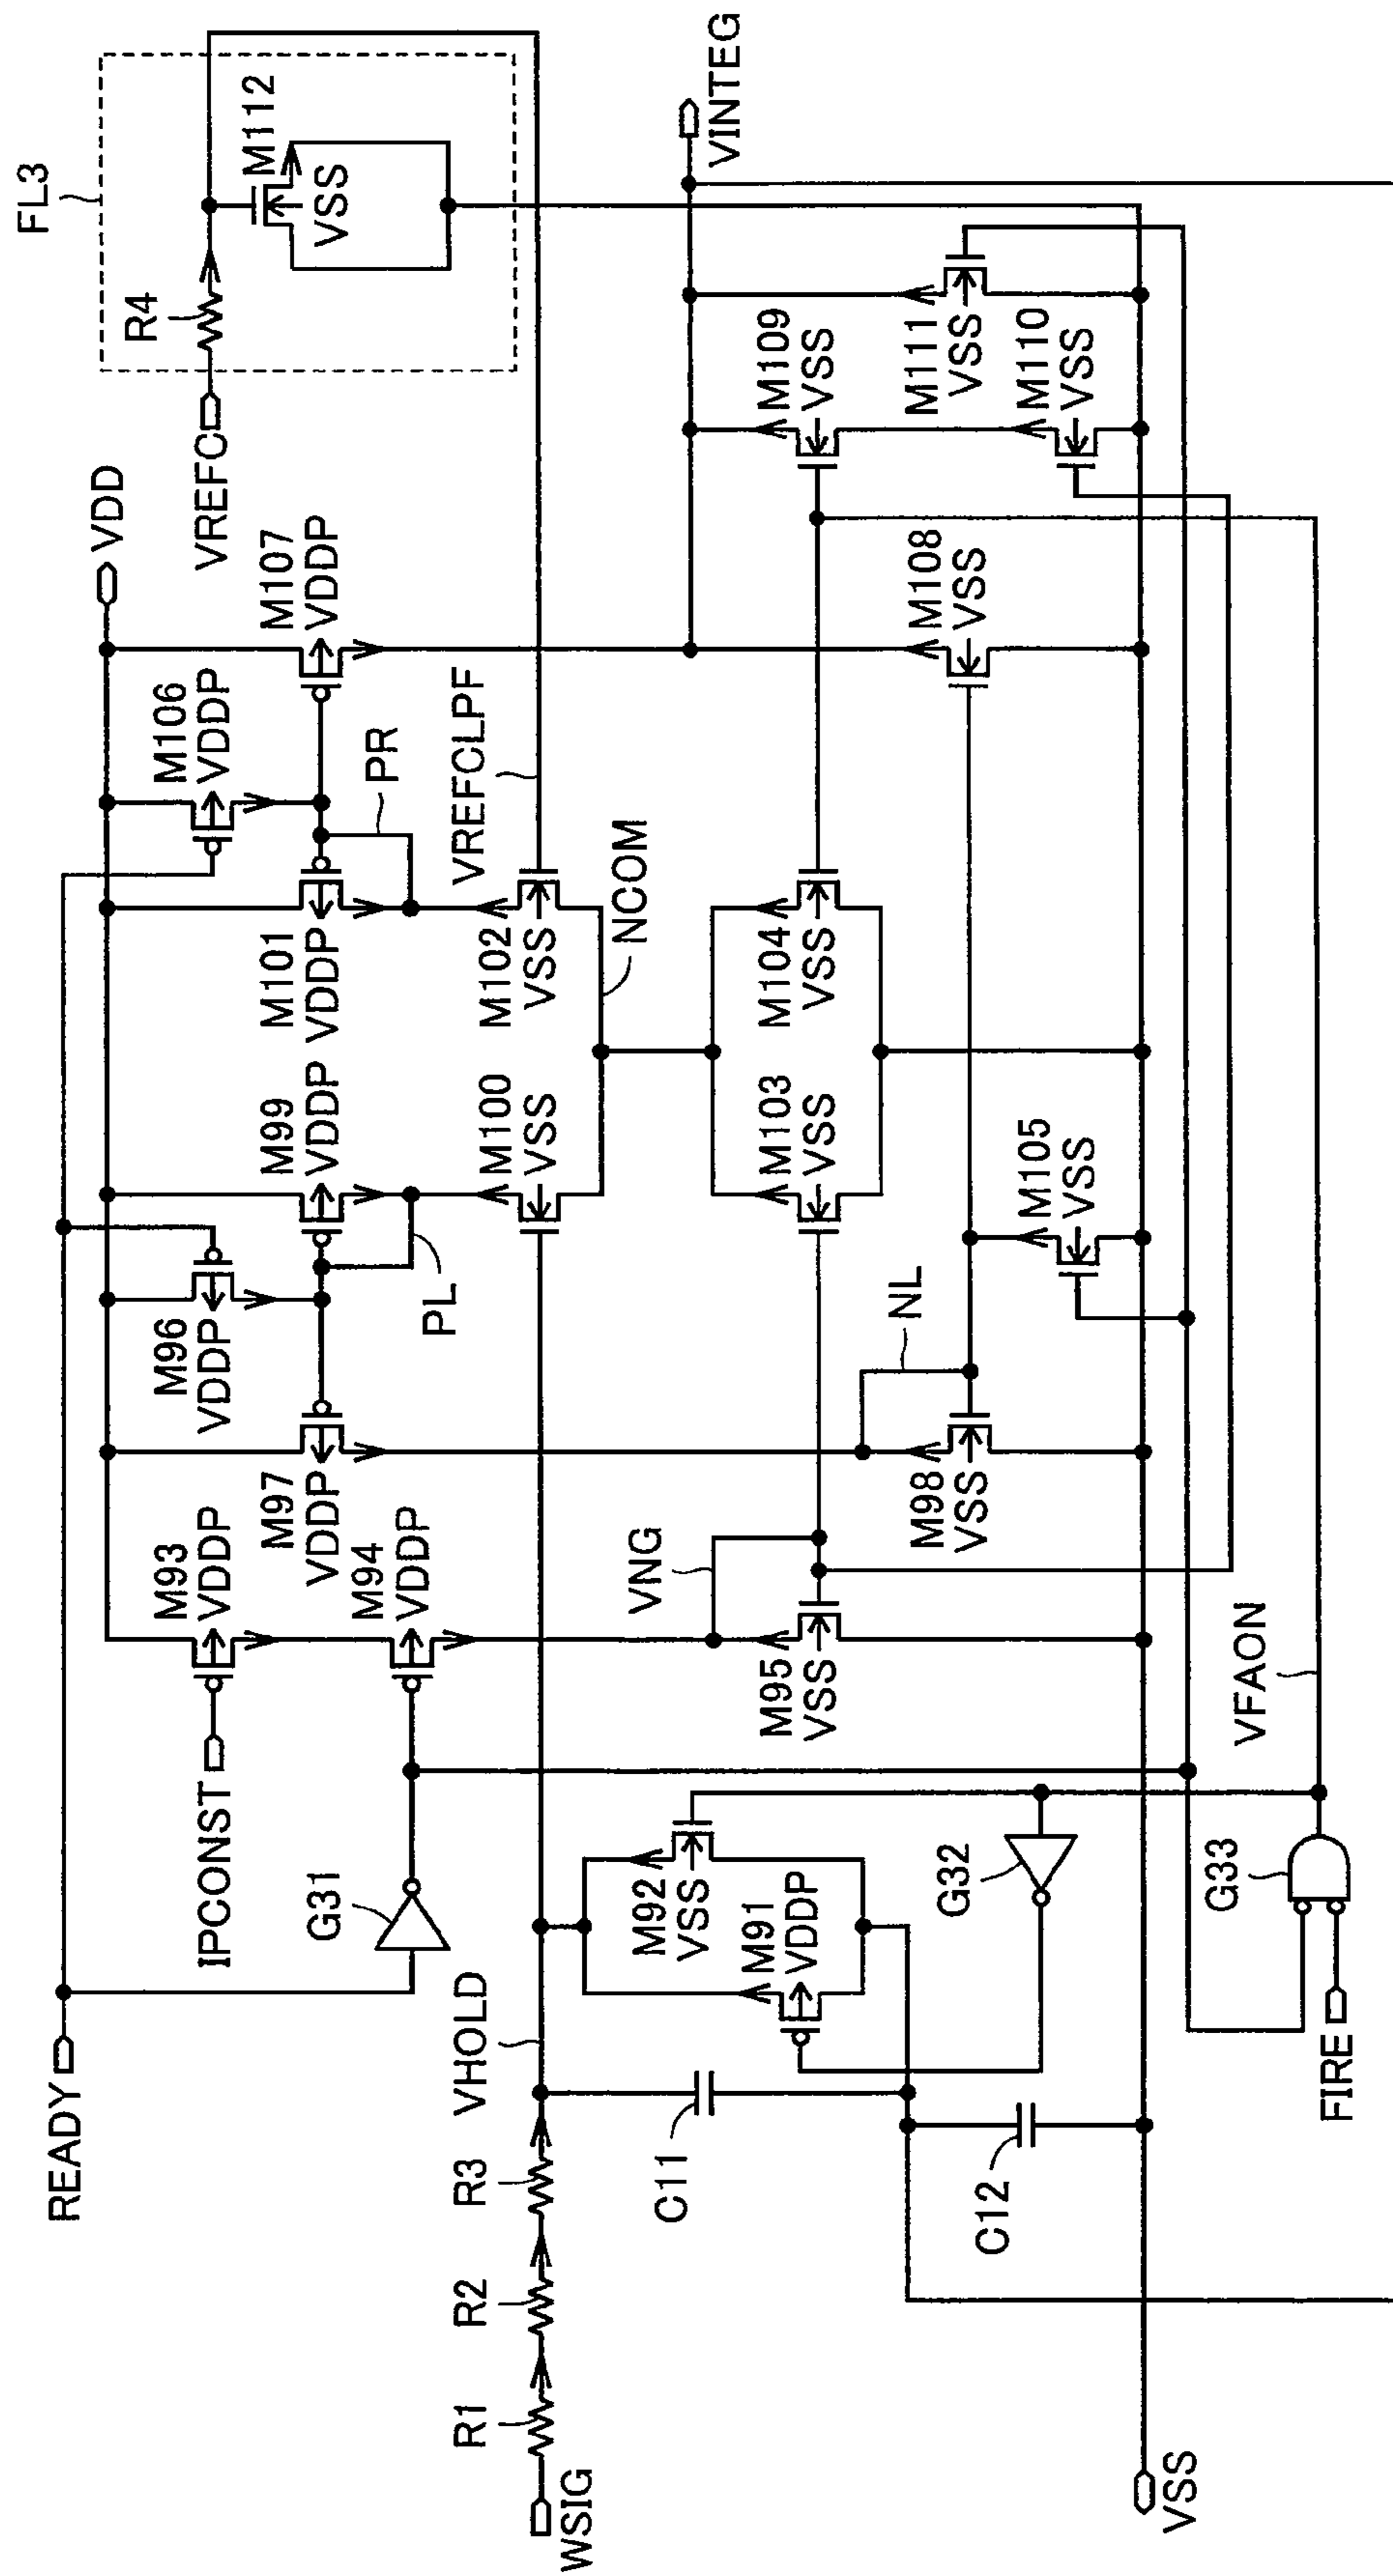 FL3
R4
M112
VSS
VREFC
VDD
VINTEG
M107
VDDP
M106
VDDP
PR
VREFCLPF
M109
VSS
M111
VSS
M110
VSS
M108
VSS
M101
VDDP
M102
VSS
NCOM
M104
VSS
M99
VDDP
M100
VSS
M103
VSS
M105
VSS
M96
VDDP
PL
NL
M97
VDDP
M98
VSS
M93
VDDP
M94
VDDP
VNG
M95
VSS
VFAON
IPCONST
G31
M92
VSS
M91
VDDP
G32
G33
READY
VHOLD
FIRE
C11
C12
R3
R2
R1
WSIG
VSS